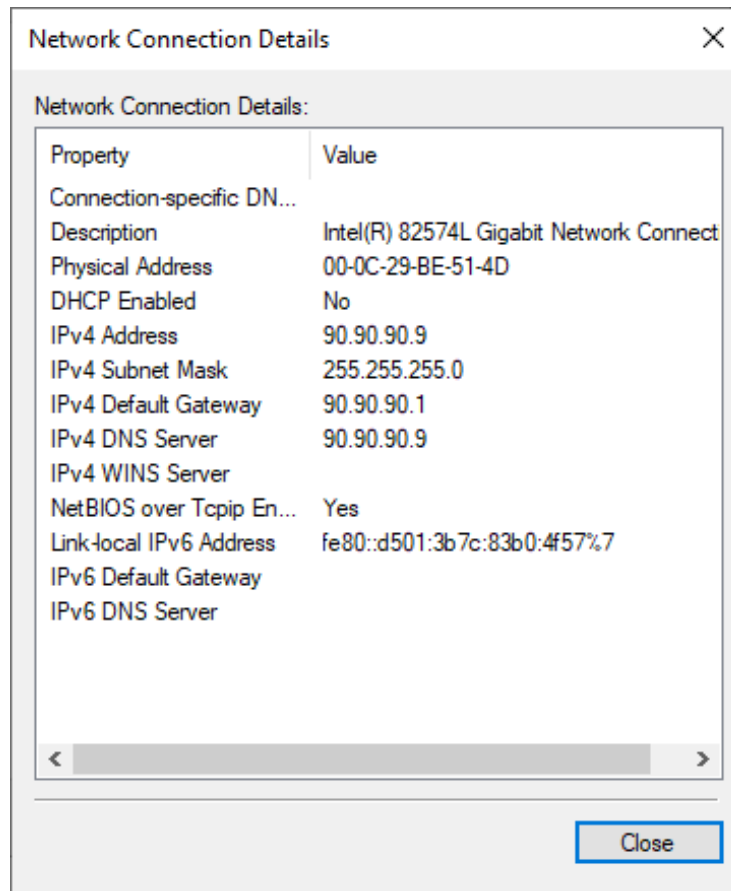 Network Connection Details
Network Connection Details:
Property Value
Connection-specific DN...
Description Intel(R) 82574L Gigabit Network Connecti
Physical Address 00-0C-29-BE-51-4D
DHCP Enabled No
IPv4 Address 90.90.90.9
IPv4 Subnet Mask 255.255.255.0
IPv4 Default Gateway 90.90.90.1
IPv4 DNS Server 90.90.90.9
IPv4 WINS Server
NetBIOS over Tcpip En... Yes
Link-local IPv6 Address fe80::d501:3b7c:83b0:4f57%7
IPv6 Default Gateway
IPv6 DNS Server
Close